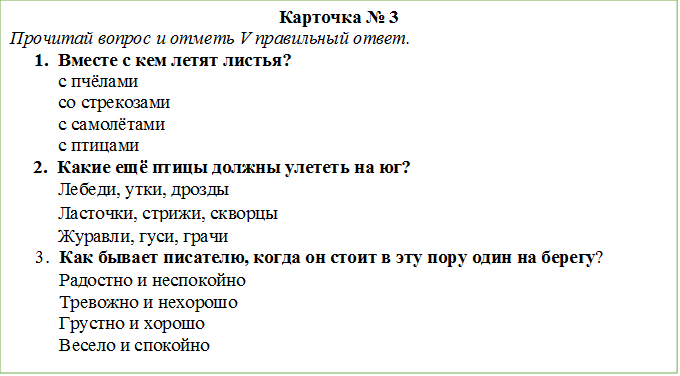 Карточка № 3
Прочитай вопрос и отметь V правильный ответ.
1. Вместе с кем летят листья?
с пчёлами
со стрекозами
с самолётами
с птицами
2. Какие ещё птицы должны улететь на юг?
Лебеди, утки, дрозды
Ласточки, стрижи, скворцы
Журавли, гуси, грачи
3. Как бывает писателю, когда он стоит в эту пору один на берегу?
Радостно и неспокойно
Тревожно и нехорошо
Грустно и хорошо
Весело и спокойно